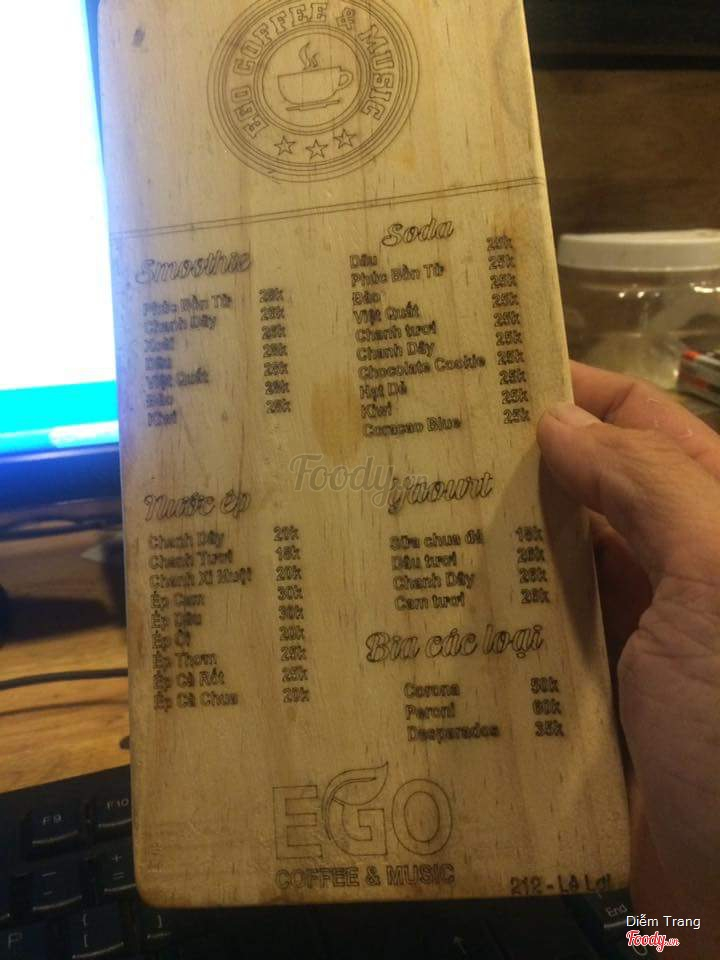 EGO COFFEE & MUSIC
Smoothie
Phúc Bồn Tử 25k
Chanh Dây 25k
Xoài 25k
Dâu 25k
Việt Quất 25k
Đào 25k
Kiwi 25k
Soda
Dâu 25k
Phúc Bồn Tử 25k
Đào 25k
Việt Quất 25k
Chanh tươi 25k
Chanh Dây 25k
Chocolate Cookie 25k
Hạt Dẻ 25k
Kiwi 25k
Curacao Blue 25k
Nước ép
Chanh Dây 20k
Chanh Tươi 15k
Chanh Xí Muội 20k
Ép Cam 30k
Ép Dâu 30k
Ép Ổi 20k
Ép Thơm 25k
Ép Cà Rốt 25k
Ép Cà Chua 20k
Yaourt
Sữa chua đá 15k
Dâu tươi 25k
Chanh Dây 25k
Cam tươi 25k
Bia các loại
Corona 50k
Peroni 60k
Desparados 35k
EGO
COFFEE & MUSIC
212 - Lê Lợi
Foody.vn
F9
F10
End
P
Diễm Trang
Foody.vn